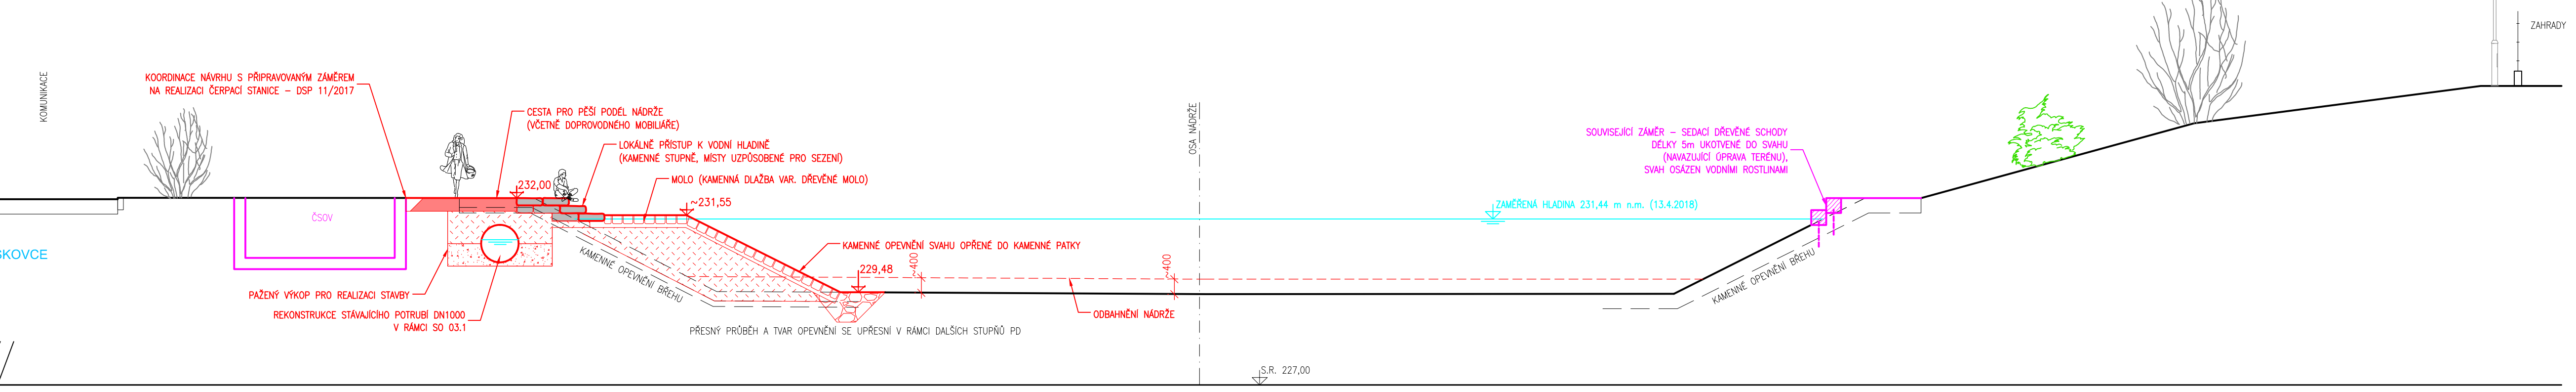 KOMUNIKACE
KOORDINACE NÁVRHU S PŘIPRAVOVANÝM ZÁMĚREM
NA REALIZACI ČERPACÍ STANICE – DSP 11/2017
CESTA PRO PĚŠÍ PODÉL NÁDRŽE
(VČETNĚ DOPROVODNÉHO MOBILIÁŘE)
LOKÁLNĚ PŘÍSTUP K VODNÍ HLADINĚ
(KAMENNÉ STUPNĚ, MÍSTY UZPŮSOBENÉ PRO SEZENÍ)
MOLO (KAMENNÁ DLAŽBA VAR. DŘEVĚNÉ MOLO)
232,00
~231,55
ČSOV
SKOVCE
KAMENNÉ OPEVNĚNÍ SVAHU OPŘENÉ DO KAMENNÉ PATKY
KAMENNÉ OPEVNĚNÍ BŘEHU
229,48
~400
PAŽENÝ VÝKOP PRO REALIZACI STAVBY
REKONSTRUKCE STÁVAJÍCÍHO POTRUBÍ DN1000
V RÁMCI SO 03.1
PŘESNÝ PRŮBĚH A TVAR OPEVNĚNÍ SE UPŘESNÍ V RÁMCI DALŠÍCH STUPŇŮ PD
ODBAHNĚNÍ NÁDRŽE
~400
OSA NÁDRŽE
S.R. 227,00
ZAMĚŘENÁ HLADINA 231,44 m n.m. (13.4.2018)
SOUVISEJÍCÍ ZÁMĚR – SEDACÍ DŘEVĚNÉ SCHODY
DÉLKY 5m UKOTVENÉ DO SVAHU
(NAVAZUJÍCÍ ÚPRAVA TERÉNU),
SVAH OSÁZEN VODNÍMI ROSTLINAMI
KAMENNÉ OPEVNĚNÍ BŘEHU
ZAHRADY